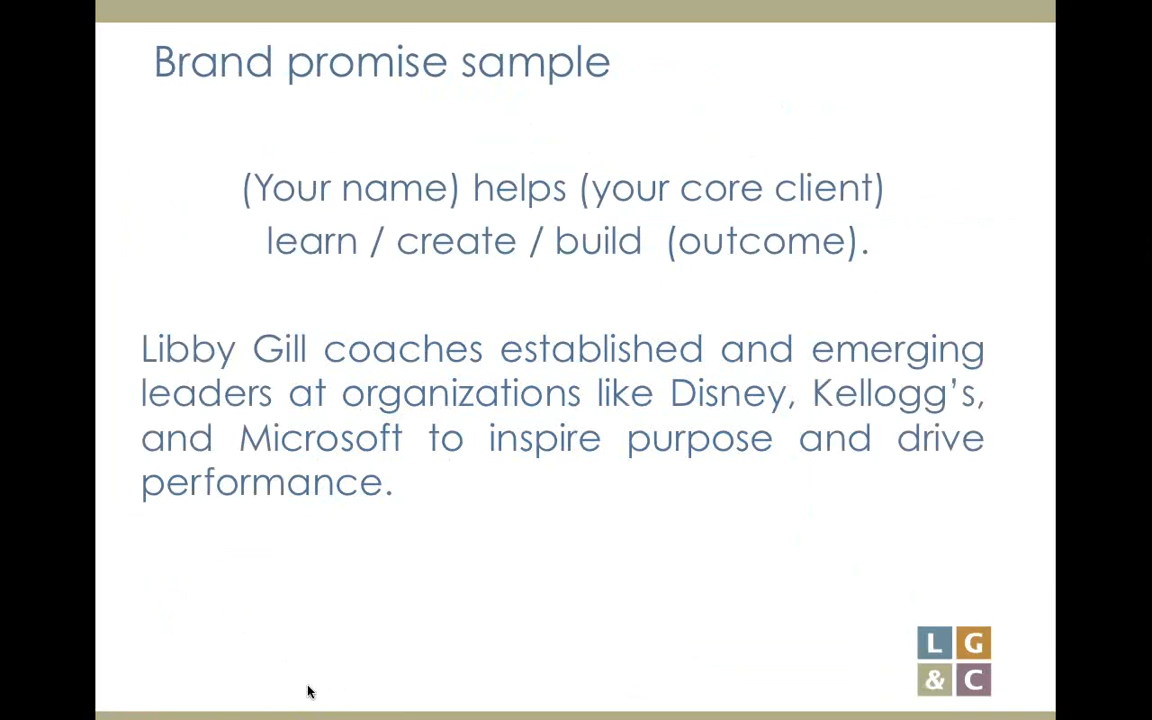 Brand promise sample
(Your name) helps (your core client)
learn / create / build (outcome).
Libby Gill coaches established and emerging
leaders at organizations like Disney, Kellogg’s,
and Microsoft to inspire purpose and drive
performance.
L G
& C